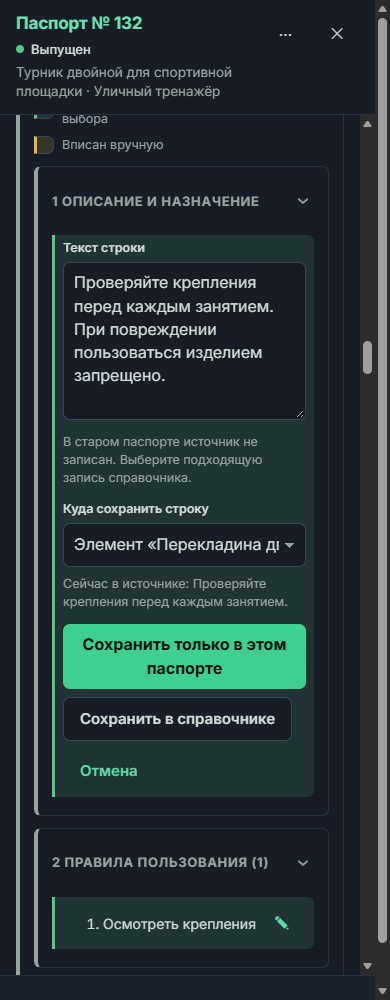 Паспорт № 132
Выпущен
Турник двойной для спортивной
площадки · Уличный тренажёр
выбора
Вписан вручную
1 ОПИСАНИЕ И НАЗНАЧЕНИЕ
Текст строки
Проверяйте крепления
перед каждым занятием.
При повреждении
пользоваться изделием
запрещено.
В старом паспорте источник не
записан. Выберите подходящую
запись справочника.
Куда сохранить строку
Элемент «Перекладина
Сейчас в источнике: Проверяйте
крепления перед каждым занятием.
Сохранить только в этом
паспорте
Сохранить в справочнике
Отмена
2 ПРАВИЛА ПОЛЬЗОВАНИЯ (1)
1. Осмотреть крепления